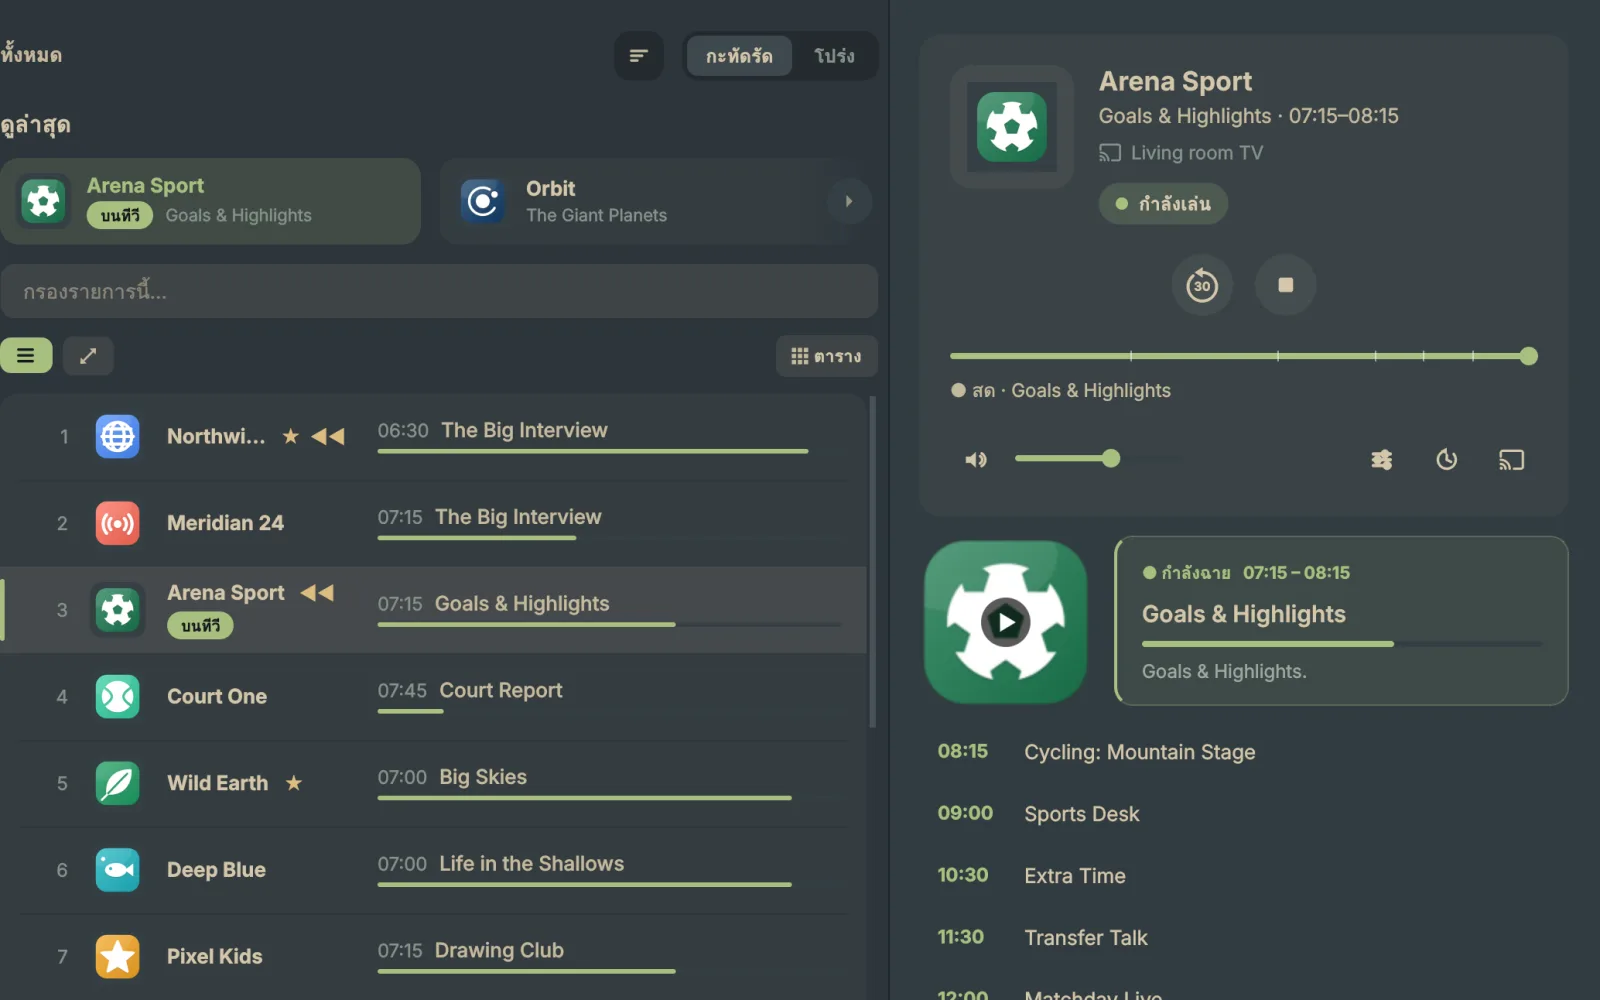 ทั้งหมด
กะทัดรัด
โปร่ง
ดูล่าสุด
Arena Sport
บนทีวี Goals & Highlights
Orbit
The Giant Planets
กรองรายการนี้...
ตาราง
1 Northwi... 06:30 The Big Interview
2 Meridian 24 07:15 The Big Interview
3 Arena Sport 07:15 Goals & Highlights
บนทีวี
4 Court One 07:45 Court Report
5 Wild Earth 07:00 Big Skies
6 Deep Blue 07:00 Life in the Shallows
7 Pixel Kids 07:15 Drawing Club
Arena Sport
Goals & Highlights · 07:15–08:15
Living room TV
กำลังเล่น
30
สด · Goals & Highlights
กำลังฉาย 07:15 – 08:15
Goals & Highlights
Goals & Highlights.
08:15 Cycling: Mountain Stage
09:00 Sports Desk
10:30 Extra Time
11:30 Transfer Talk
12:00 Matchday Live